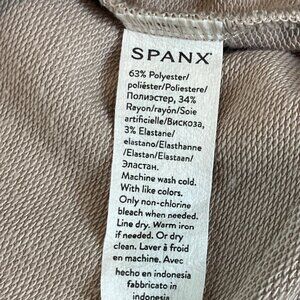 SPANX®
63% Polyester/
poliéster/Poliestere/
Полиэстер, 34%
Rayon/rayón/Soie
artificielle/Вискоза,
3% Elastane/
elastano/Elasthanne
/Elastan/Elastaan/
Эластан.
Machine wash cold.
With like colors.
Only non-chlorine
bleach when needed.
Line dry. Warm iron
if needed. Or dry
clean. Laver à froid
en machine. Avec
hecho en indonesia
fabbricato in
indonesia